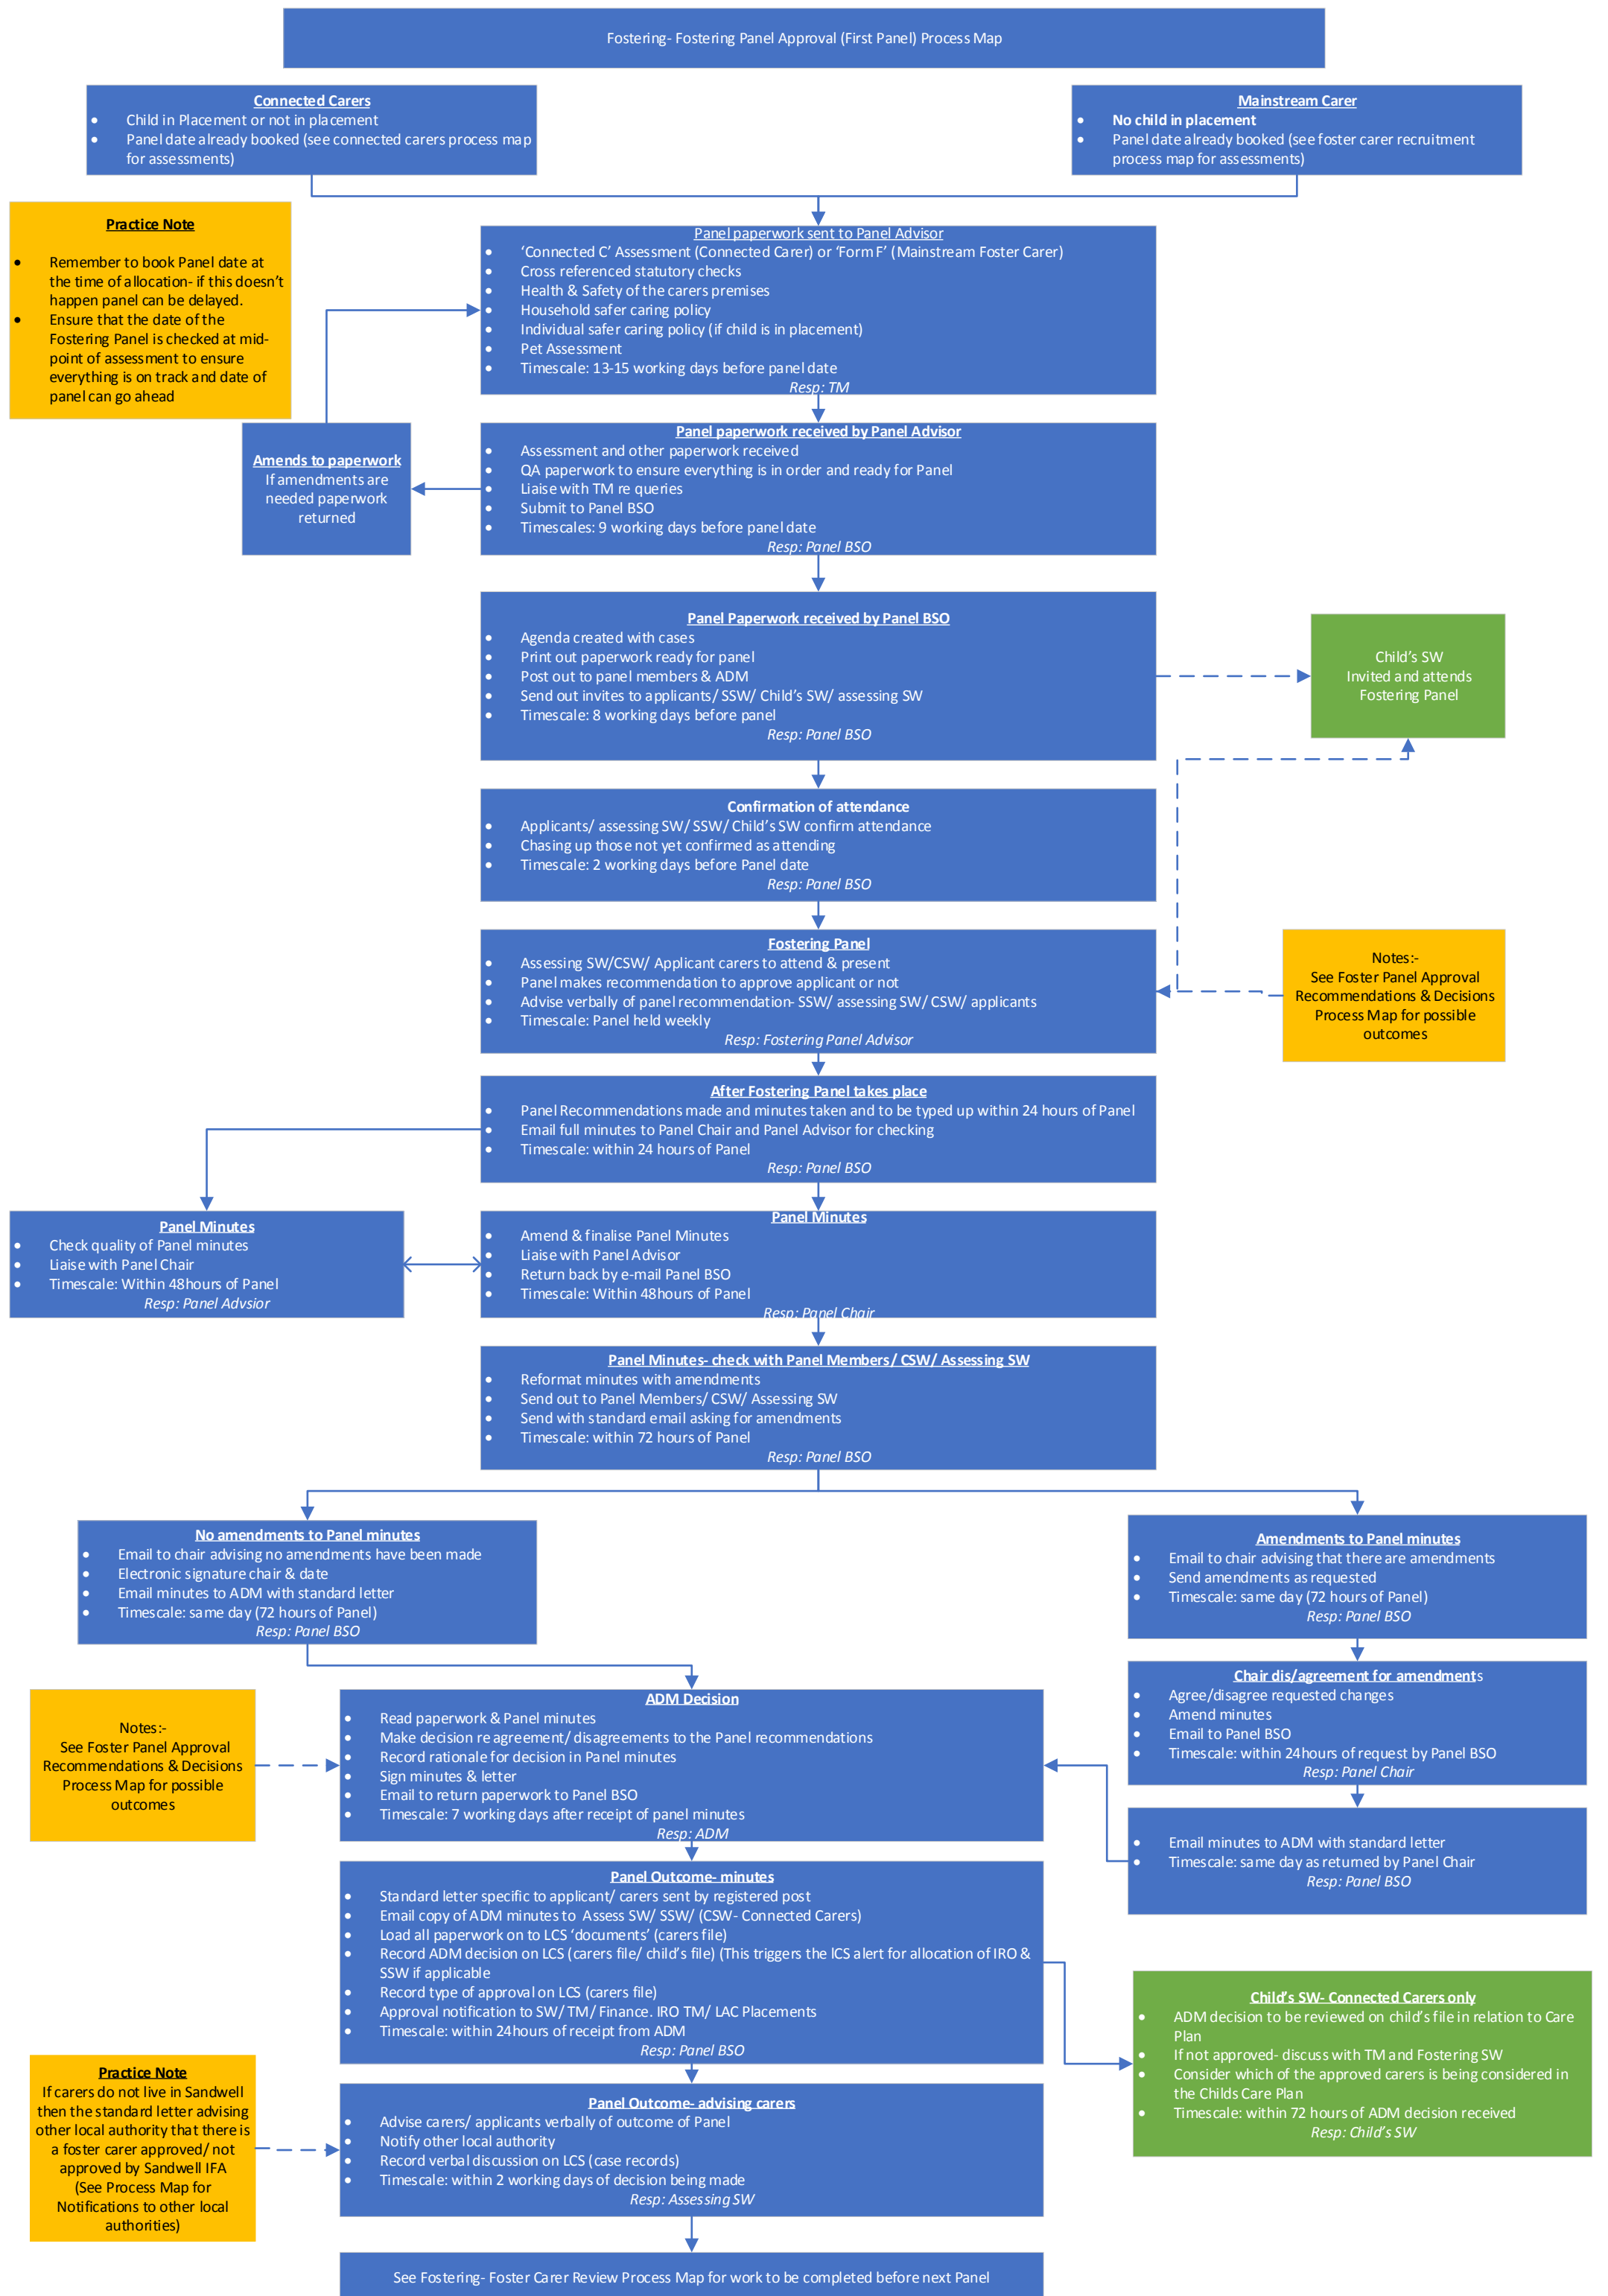 Fostering- Fostering Panel Approval (First Panel) Process Map
Connected Carers
• Child in Placement or not in placement
• Panel date already booked (see connected carers process map
for assessments)
Mainstream Carer
• No child in placement
• Panel date already booked (see foster carer recruitment
process map for assessments)
Practice Note
• Remember to book Panel date at
the time of allocation- if this doesn't
happen panel can be delayed.
• Ensure that the date of the
Fostering Panel is checked at mid-
point of assessment to ensure
everything is on track and date of
panel can go ahead
Panel paperwork sent to Panel Advisor
• 'Connected C' Assessment (Connected Carer) or 'Form F' (Mainstream Foster Carer)
• Cross referenced statutory checks
• Health & Safety of the carers premises
• Household safer caring policy
• Individual safer caring policy (if child is in placement)
• Pet Assessment
• Timescale: 13-15 working days before panel date
Resp: TM
Amends to paperwork
If amendments are
needed paperwork
returned
Panel paperwork received by Panel Advisor
• Assessment and other paperwork received
• QA paperwork to ensure everything is in order and ready for Panel
• Liaise with TM re queries
• Submit to Panel BSO
• Timescales: 9 working days before panel date
Resp: Panel BSO
Panel Paperwork received by Panel BSO
• Agenda created with cases
• Print out paperwork ready for panel
• Post out to panel members & ADM
• Send out invites to applicants/ SSW/ Child's SW/ assessing SW
• Timescale: 8 working days before panel
Resp: Panel BSO
Child's SW
Invited and attends
Fostering Panel
Confirmation of attendance
• Applicants/ assessing SW/ SSW/ Child's SW confirm attendance
• Chasing up those not yet confirmed as attending
• Timescale: 2 working days before Panel date
Resp: Panel BSO
Fostering Panel
• Assessing SW/CSW/ Applicant carers to attend & present
• Panel makes recommendation to approve applicant or not
• Advise verbally of panel recommendation- SSW/ assessing SW/ CSW/ applicants
• Timescale: Panel held weekly
Resp: Fostering Panel Advisor
Notes:-
See Foster Panel Approval
Recommendations & Decisions
Process Map for possible
outcomes
After Fostering Panel takes place
• Panel Recommendations made and minutes taken and to be typed up within 24 hours of Panel
• Email full minutes to Panel Chair and Panel Advisor for checking
• Timescale: within 24 hours of Panel
Resp: Panel BSO
Panel Minutes
• Check quality of Panel minutes
• Liaise with Panel Chair
• Timescale: Within 48hours of Panel
Resp: Panel Advsior
Panel Minutes
• Amend & finalise Panel Minutes
• Liaise with Panel Advisor
• Return back by e-mail Panel BSO
• Timescale: Within 48hours of Panel
Resp: Panel Chair
Panel Minutes- check with Panel Members/ CSW/ Assessing SW
• Reformat minutes with amendments
• Send out to Panel Members/ CSW/ Assessing SW
• Send with standard email asking for amendments
• Timescale: within 72 hours of Panel
Resp: Panel BSO
No amendments to Panel minutes
• Email to chair advising no amendments have been made
• Electronic signature chair & date
• Email minutes to ADM with standard letter
• Timescale: same day (72 hours of Panel)
Resp: Panel BSO
Amendments to Panel minutes
• Email to chair advising that there are amendments
• Send amendments as requested
• Timescale: same day (72 hours of Panel)
Resp: Panel BSO
Chair dis/agreement for amendments
• Agree/disagree requested changes
• Amend minutes
• Email to Panel BSO
• Timescale: within 24hours of request by Panel BSO
Resp: Panel Chair
Notes:-
See Foster Panel Approval
Recommendations & Decisions
Process Map for possible
outcomes
ADM Decision
• Read paperwork & Panel minutes
• Make decision re agreement/ disagreements to the Panel recommendations
• Record rationale for decision in Panel minutes
• Sign minutes & letter
• Email to return paperwork to Panel BSO
• Timescale: 7 working days after receipt of panel minutes
Resp: ADM
• Email minutes to ADM with standard letter
• Timescale: same day as returned by Panel Chair
Resp: Panel BSO
Panel Outcome- minutes
• Standard letter specific to applicant/ carers sent by registered post
• Email copy of ADM minutes to Assess SW/ SSW/ (CSW- Connected Carers)
• Load all paperwork on to LCS 'documents' (carers file)
• Record ADM decision on LCS (carers file/ child's file) (This triggers the lCS alert for allocation of IRO &
SSW if applicable
• Record type of approval on LCS (carers file)
• Approval notification to SW/ TM/ Finance. IRO TM/ LAC Placements
• Timescale: within 24hours of receipt from ADM
Resp: Panel BSO
Child's SW- Connected Carers only
• ADM decision to be reviewed on child's file in relation to Care
Plan
• If not approved- discuss with TM and Fostering SW
• Consider which of the approved carers is being considered in
the Childs Care Plan
• Timescale: within 72 hours of ADM decision received
Resp: Child's SW
Practice Note
If carers do not live in Sandwell
then the standard letter advising
other local authority that there is
a foster carer approved/ not
approved by Sandwell IFA
(See Process Map for
Notifications to other local
authorities)
Panel Outcome- advising carers
• Advise carers/ applicants verbally of outcome of Panel
• Notify other local authority
• Record verbal discussion on LCS (case records)
• Timescale: within 2 working days of decision being made
Resp: Assessing SW
See Fostering- Foster Carer Review Process Map for work to be completed before next Panel